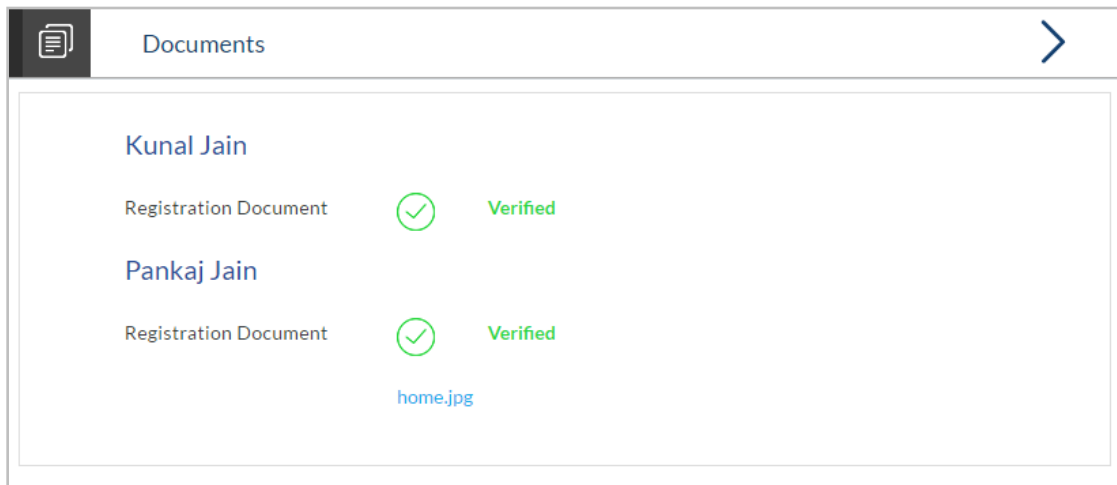 Documents
Kunal Jain
Registration Document Verified
Pankaj Jain
Registration Document Verified
home.jpg